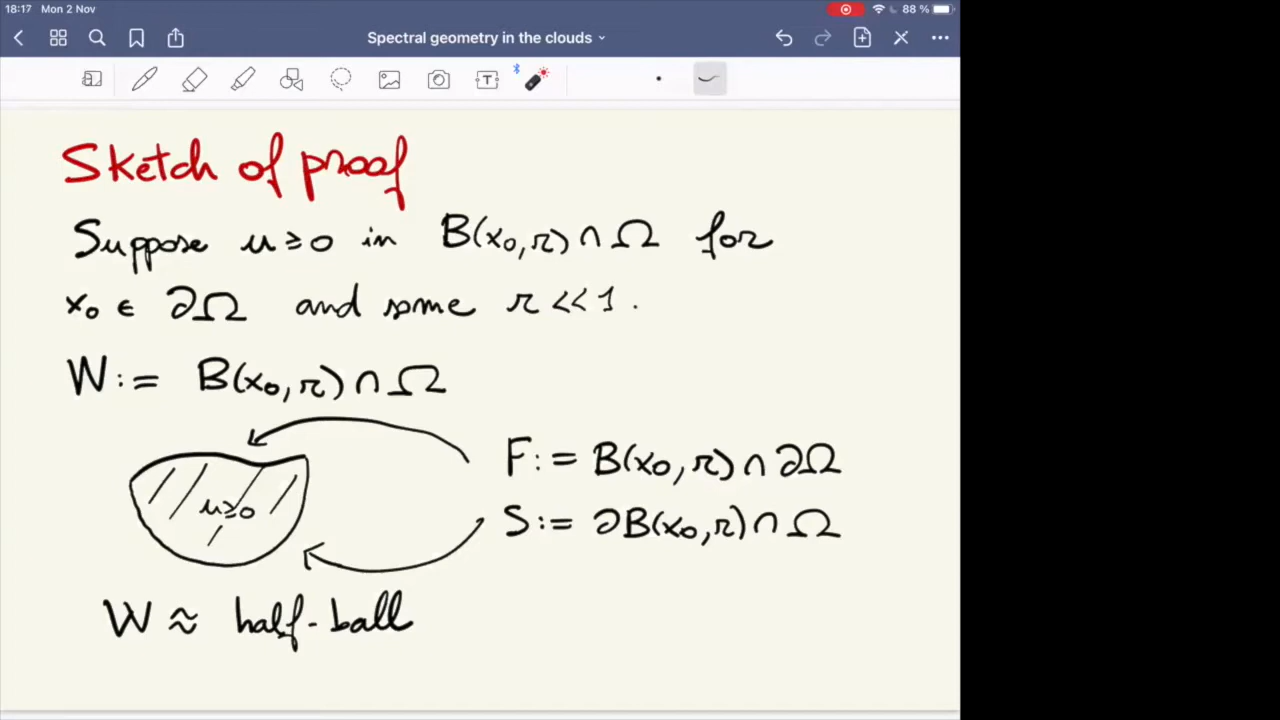 18:17 Mon 2 Nov
88 %
Spectral geometry in the clouds
T
Sketch of proof
Suppose u ≥ 0 in B(x₀, r) ∩ Ω for
x₀ ∈ ∂Ω and some r << 1.
W := B(x₀, r) ∩ Ω
F := B(x₀, r) ∩ ∂Ω
u ≥ 0
S := ∂B(x₀, r) ∩ Ω
W ≈ half-ball